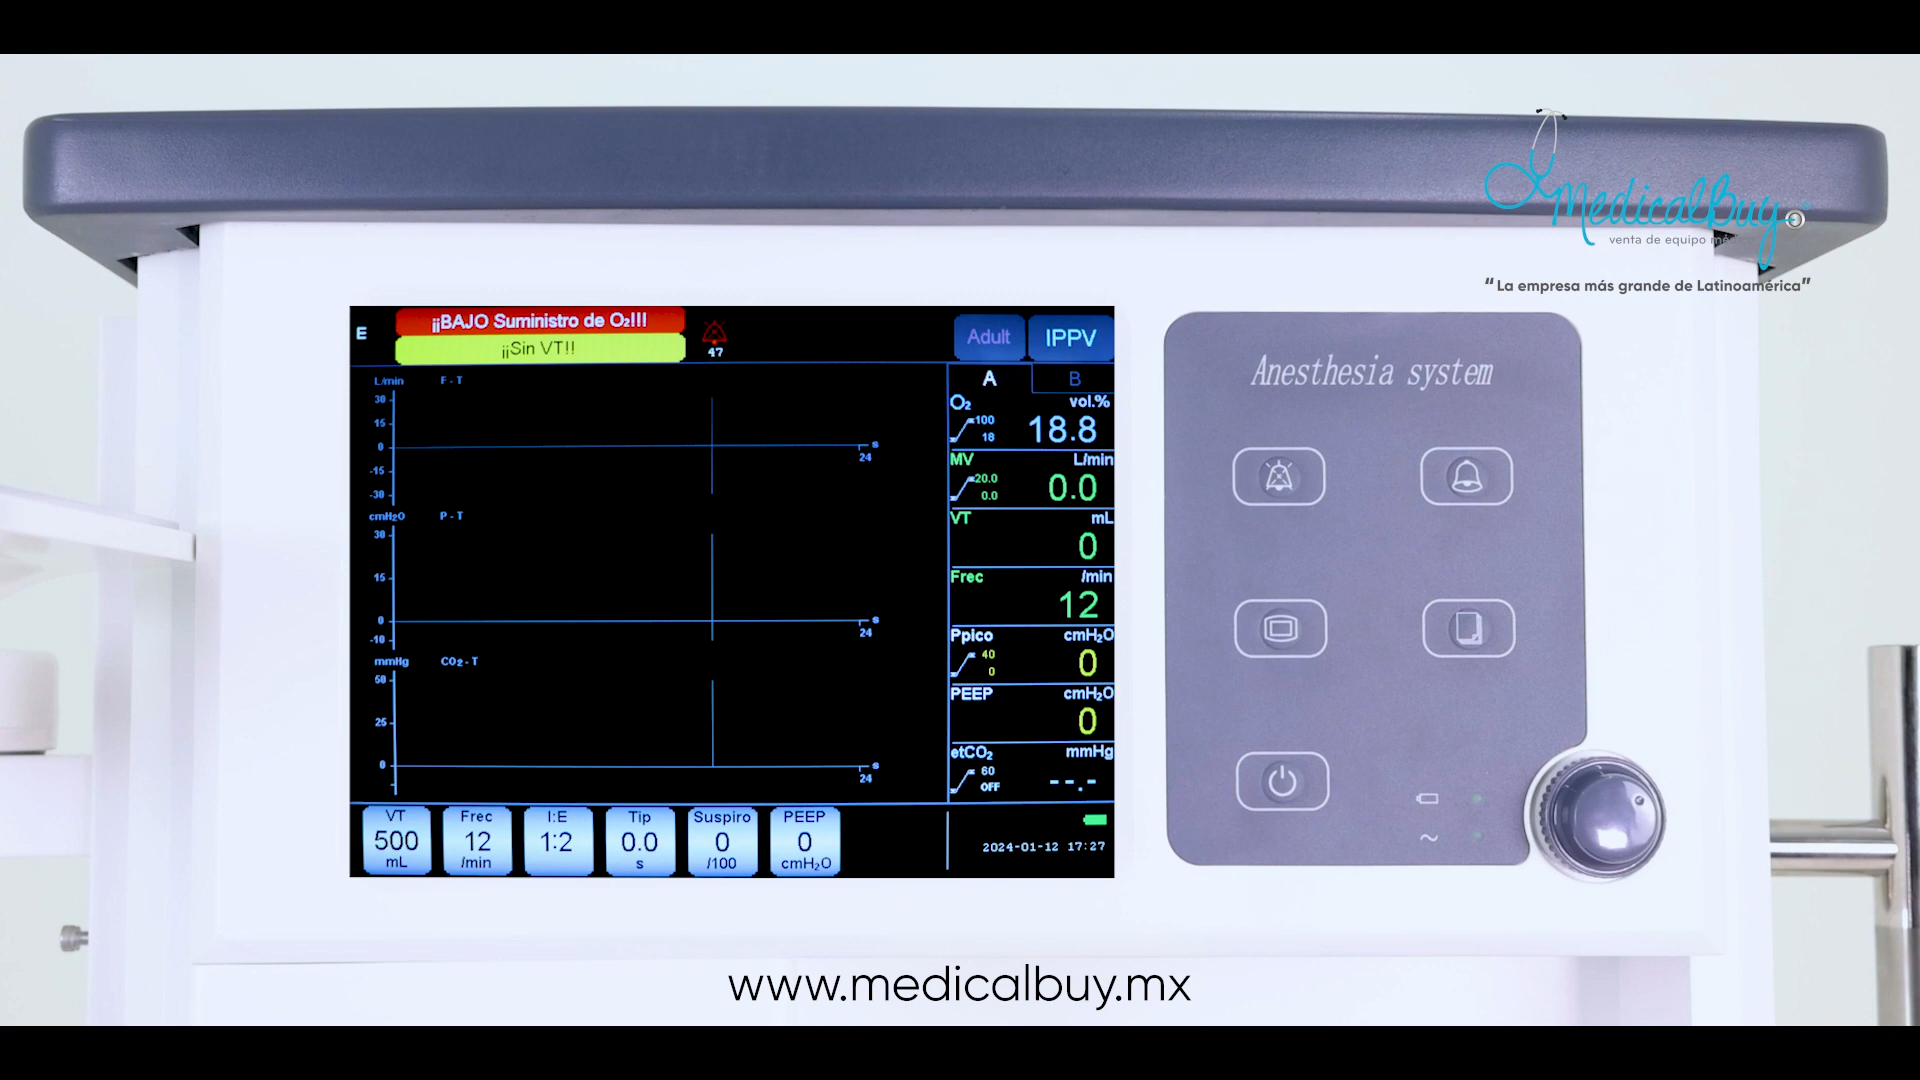 MedicalBuy
venta de equipo
“La empresa más grande de Latinoamérica”
E
¡¡BAJO Suministro de O₂!!!
¡¡Sin VT!!
47
Adult
IPPV
A
B
L/min
F - T
30
15
0
-15
-30
s
24
cmH₂O
P - T
30
15
0
-10
s
24
mmHg
CO₂ - T
50
25
0
s
24
O₂ vol.%
100
18
18.8
MV L/min
20.0
0.0
0.0
VT mL
0
Frec /min
12
Ppico cmH₂O
40
0
0
PEEP cmH₂O
0
etCO₂ mmHg
60
OFF
--.-
VT
500
mL
Frec
12
/min
I:E
1:2
Tip
0.0
s
Suspiro
0
/100
PEEP
0
cmH₂O
2024-01-12 17:27
Anesthesia system
www.medicalbuy.mx